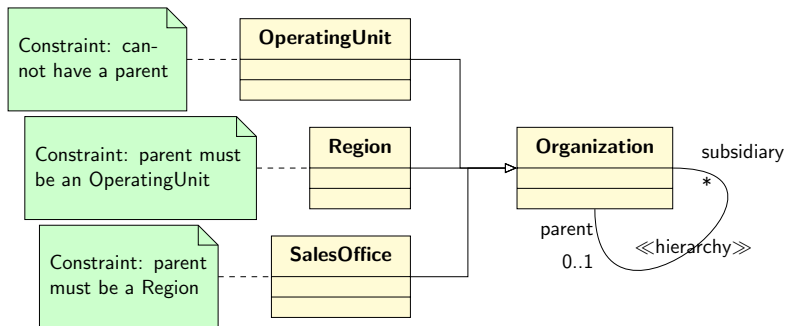 Constraint: can-
not have a parent
OperatingUnit
Constraint: parent must
be an OperatingUnit
Region
Organization
subsidiary
*
parent
0..1
≪hierarchy≫
Constraint: parent
must be a Region
SalesOffice